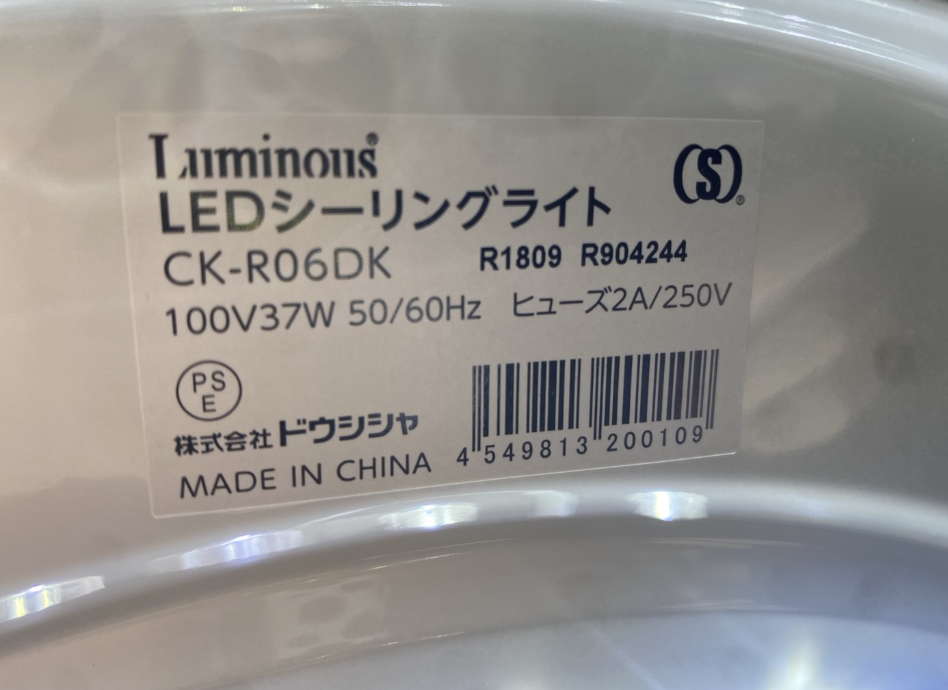 Luminous®
(S)®
LEDシーリングライト
CK-R06DK R1809 R904244
100V37W 50/60Hz ヒューズ2A/250V
PS
E
株式会社ドウシシャ
MADE IN CHINA
4 549813 200109